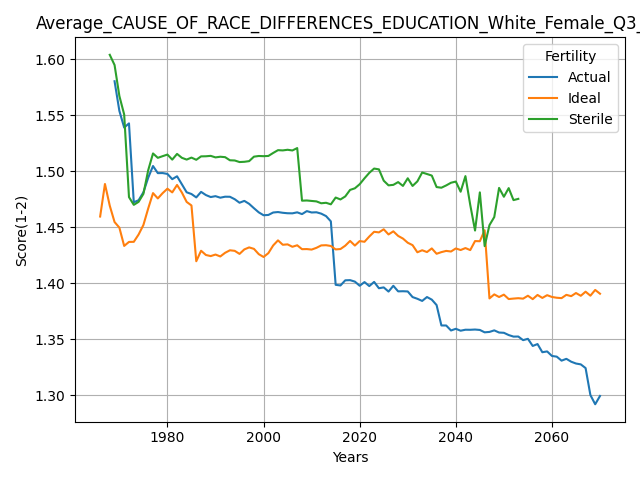 Average_CAUSE_OF_RACE_DIFFERENCES_EDUCATION_White_Female_Q3_
1.60
1.55
1.50
1.45
1.40
1.35
1.30
Score(1-2)
Fertility
Actual
Ideal
Sterile
1980 2000 2020 2040 2060
Years